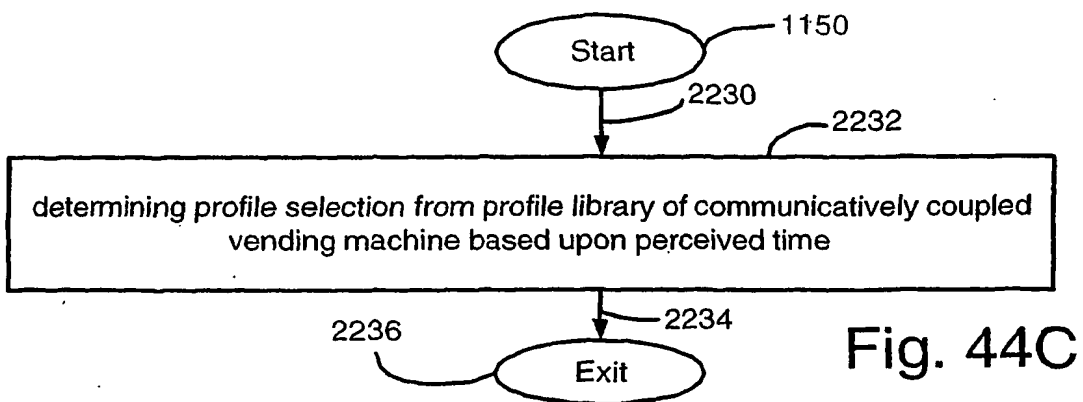 Start
1150
2230
2232
determining profile selection from profile library of communicatively coupled
vending machine based upon perceived time
2234
2236
Exit
Fig. 44C